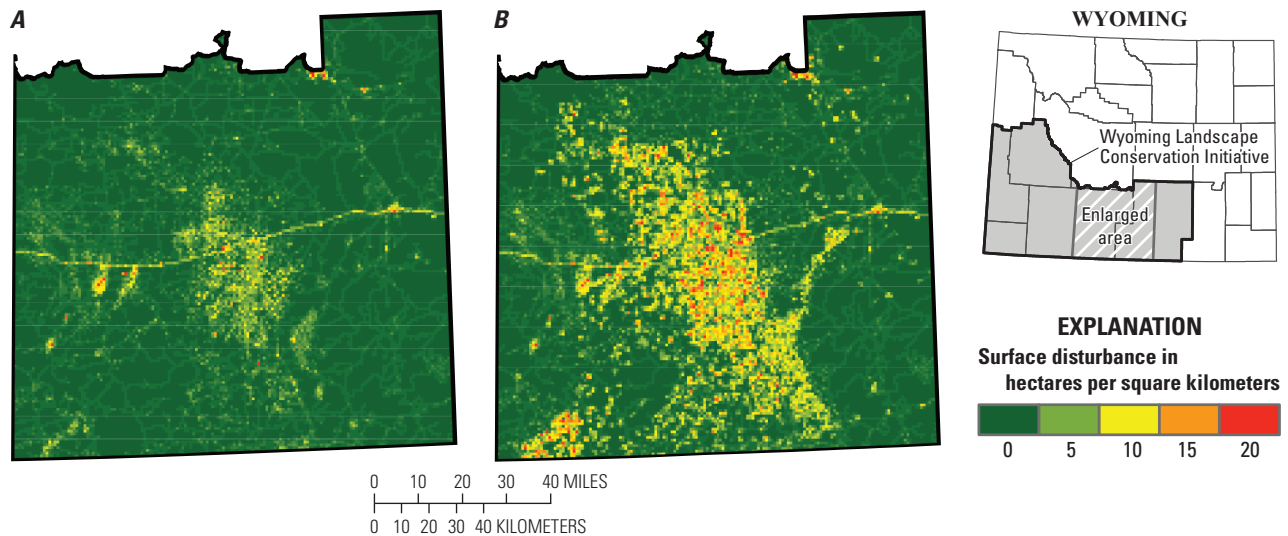 A
B
WYOMING
Wyoming Landscape
Conservation Initiative
Enlarged
area
EXPLANATION
Surface disturbance in
hectares per square kilometers
0 5 10 15 20
0 10 20 30 40 MILES
0 10 20 30 40 KILOMETERS